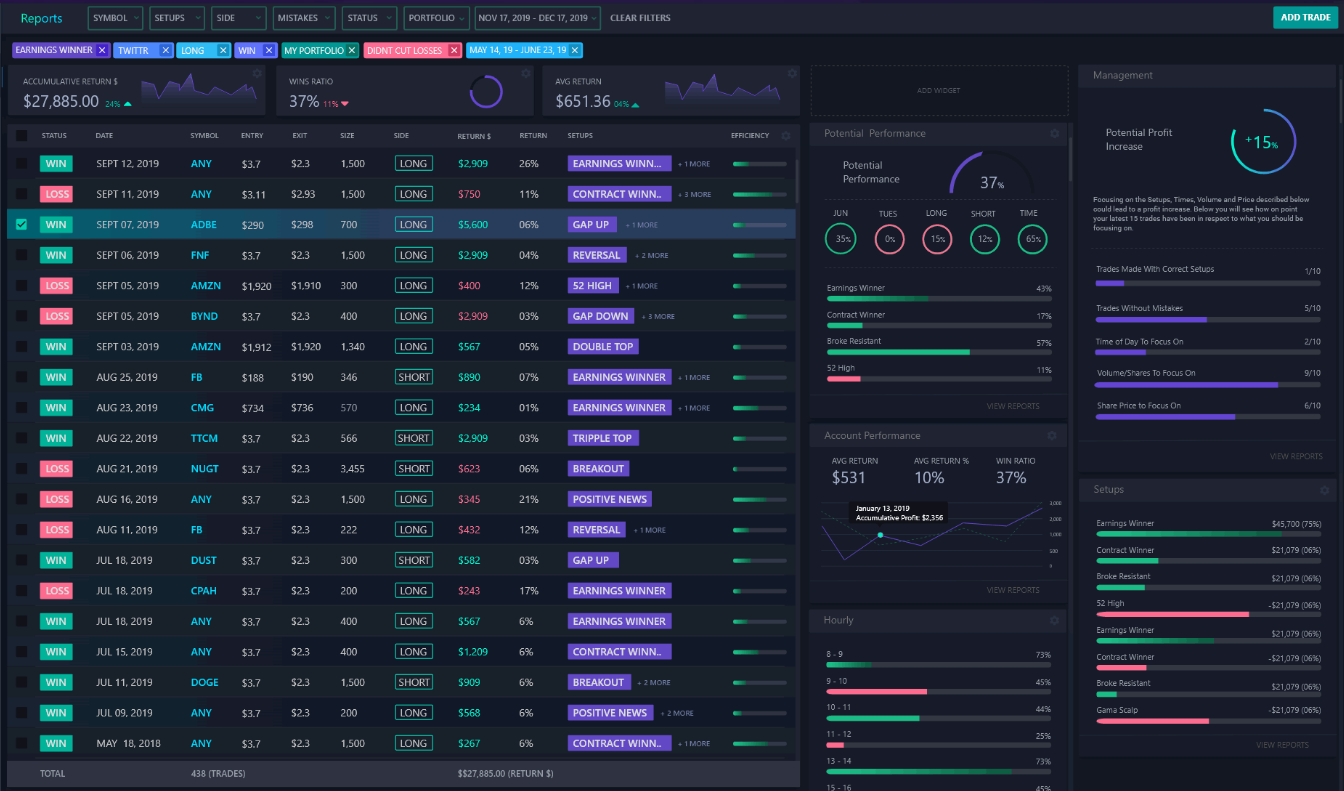 Reports SYMBOL SETUPS SIDE MISTAKES STATUS PORTFOLIO NOV 17, 2019 - DEC 17, 2019 CLEAR FILTERS ADD TRADE
EARNINGS WINNER X TWITTR X LONG X WIN X MY PORTFOLIO X DIDNT CUT LOSSES X MAY 14, 19 - JUNE 23, 19 X
ACCUMULATIVE RETURN $
$27,885.00 24%
WINS RATIO
37% 11%
AVG RETURN
$651.36 04%
ADD WIDGET
STATUS DATE SYMBOL ENTRY EXIT SIZE SIDE RETURN $ RETURN SETUPS EFFICIENCY
WIN SEPT 12, 2019 ANY $3.7 $2.3 1,500 LONG $2,909 26% EARNINGS WINN... + 1 MORE
LOSS SEPT 11, 2019 ANY $3.11 $2.93 1,500 LONG $750 11% CONTRACT WINN.. + 3 MORE
WIN SEPT 07, 2019 ADBE $290 $298 700 LONG $5,600 06% GAP UP + 1 MORE
WIN SEPT 06, 2019 FNF $3.7 $2.3 1,500 LONG $2,909 04% REVERSAL + 2 MORE
LOSS SEPT 05, 2019 AMZN $1,920 $1,910 300 LONG $400 12% 52 HIGH + 1 MORE
LOSS SEPT 05, 2019 BYND $3.7 $2.3 400 LONG $2,909 03% GAP DOWN + 3 MORE
WIN SEPT 03, 2019 AMZN $1,912 $1,920 1,340 LONG $567 05% DOUBLE TOP
WIN AUG 25, 2019 FB $188 $190 346 SHORT $890 07% EARNINGS WINNER + 1 MORE
WIN AUG 23, 2019 CMG $734 $736 570 LONG $234 01% EARNINGS WINNER + 1 MORE
WIN AUG 22, 2019 TTCM $3.7 $2.3 566 SHORT $2,909 03% TRIPPLE TOP
LOSS AUG 21, 2019 NUGT $3.7 $2.3 3,455 SHORT $623 06% BREAKOUT
LOSS AUG 16, 2019 ANY $3.7 $2.3 1,500 LONG $345 21% POSITIVE NEWS
LOSS AUG 11, 2019 FB $3.7 $2.3 222 LONG $432 12% REVERSAL + 1 MORE
WIN JUL 18, 2019 DUST $3.7 $2.3 300 SHORT $582 03% GAP UP
LOSS JUL 18, 2019 CPAH $3.7 $2.3 200 LONG $243 17% EARNINGS WINNER
WIN JUL 18, 2019 ANY $3.7 $2.3 400 LONG $567 6% EARNINGS WINNER
WIN JUL 15, 2019 ANY $3.7 $2.3 400 LONG $1,209 6% CONTRACT WINN..
WIN JUL 11, 2019 DOGE $3.7 $2.3 200 SHORT $909 6% BREAKOUT + 2 MORE
WIN JUL 09, 2019 ANY $3.7 $2.3 200 LONG $568 6% POSITIVE NEWS + 2 MORE
WIN MAY 18, 2018 ANY $3.7 $2.3 1,500 LONG $267 6% CONTRACT WINN.. + 1 MORE
TOTAL 438 (TRADES) $$27,885.00 (RETURN $)
Potential Performance
Potential
Performance
37%
JUN TUES LONG SHORT TIME
35% 0% 15% 12% 65%
Earnings Winner 43%
Contract Winner 17%
Broke Resistant 57%
52 High 11%
VIEW REPORTS
Account Performance
AVG RETURN AVG RETURN % WIN RATIO
$531 10% 37%
January 13, 2019
Accumulative Profit: $2,356
3,000
2,000
1,000
500
0
VIEW REPORTS
Hourly
8 - 9 73%
9 - 10 45%
10 - 11 44%
11 - 12 25%
13 - 14 73%
15 - 16 45%
Management
Potential Profit
Increase
+15%
Focusing on the Setups, Times, Volume and Price described below
could lead to a profit increase. Below you will see how on point
your latest 15 trades have been in respect to what you should be
focusing on.
Trades Made With Correct Setups 1/10
Trades Without Mistakes 5/10
Time of Day To Focus On 2/10
Volume/Shares To Focus On 9/10
Share Price to Focus On 6/10
VIEW REPORTS
Setups
Earnings Winner $45,700 (75%)
Contract Winner $21,079 (06%)
Broke Resistant $21,079 (06%)
52 High -$21,079 (06%)
Earnings Winner $21,079 (06%)
Contract Winner -$21,079 (06%)
Broke Resistant $21,079 (06%)
Gama Scalp -$21,079 (06%)
VIEW REPORTS